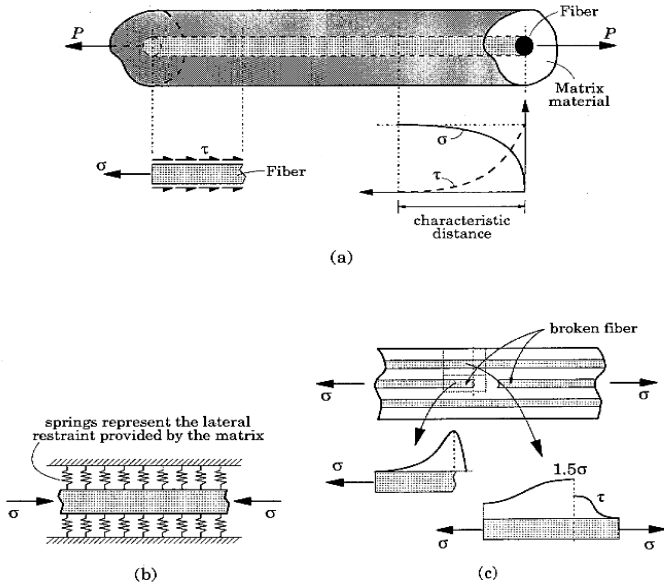 P
Fiber
P
Matrix
material
τ
σ
Fiber
σ
τ
characteristic
distance
(a)
broken fiber
σ
σ
springs represent the lateral
restraint provided by the matrix
σ
σ
(b)
σ
1.5σ
τ
σ
σ
(c)